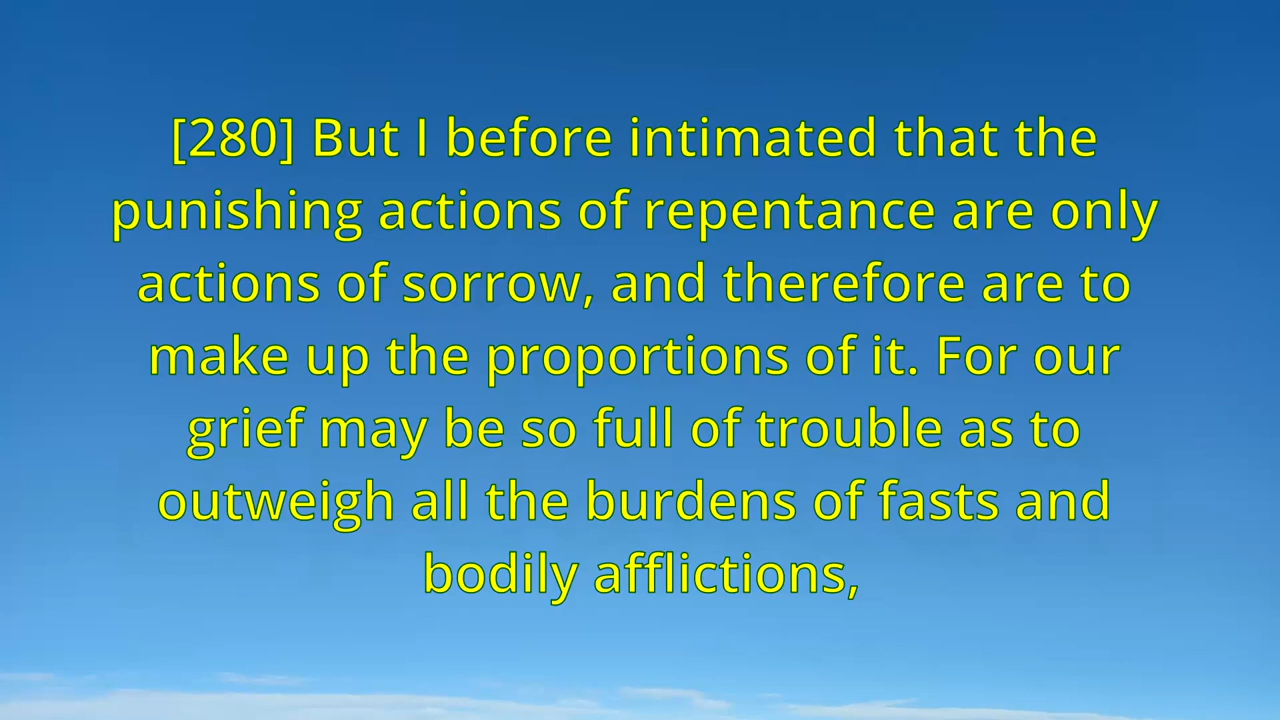 [280] But I before intimated that the
punishing actions of repentance are only
actions of sorrow, and therefore are to
make up the proportions of it. For our
grief may be so full of trouble as to
outweigh all the burdens of fasts and
bodily afflictions,